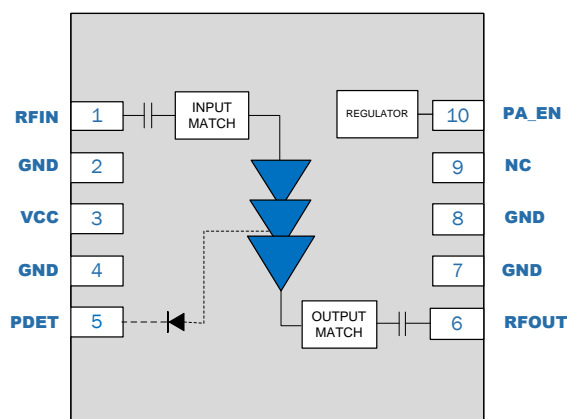 RFIN 1 INPUT MATCH REGULATOR 10 PA_EN
GND 2 9 NC
VCC 3 8 GND
GND 4 7 GND
PDET 5 OUTPUT MATCH 6 RFOUT